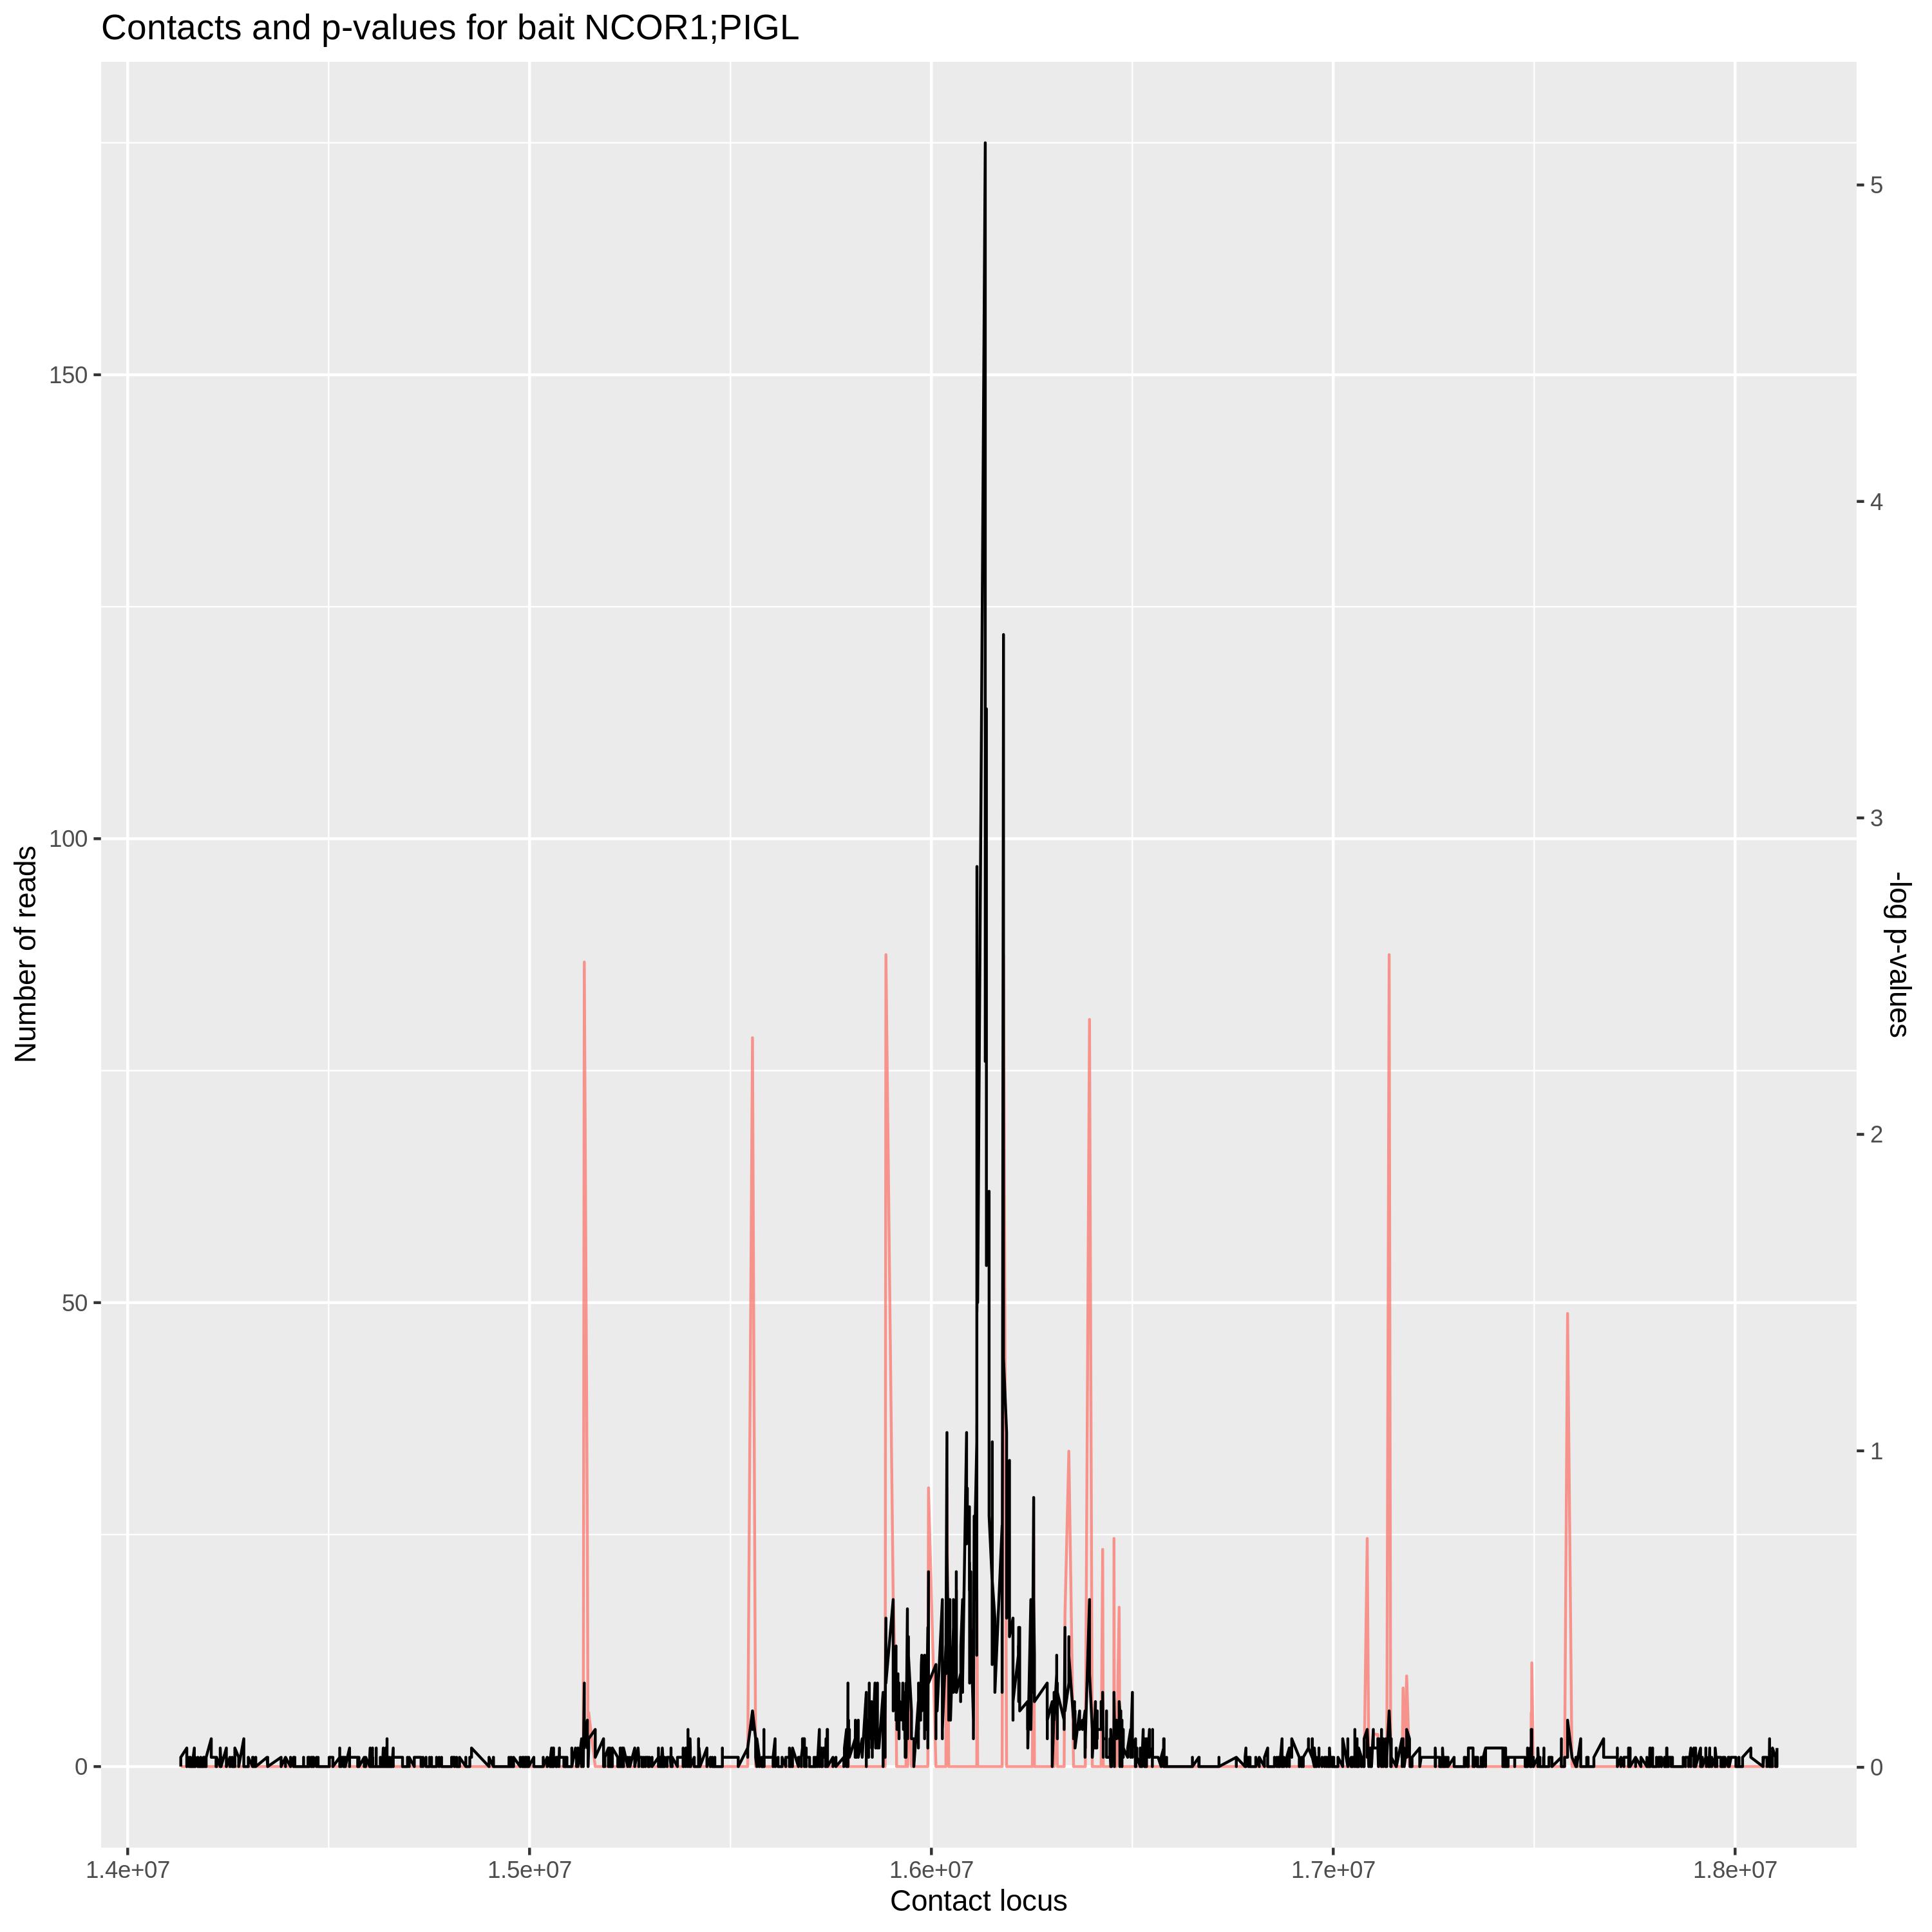 Contacts and p-values for bait NCOR1;PIGL
150
100
50
0
Number of reads
5
4
3
2
1
0
-log p-values
1.4e+07 1.5e+07 1.6e+07 1.7e+07 1.8e+07
Contact locus